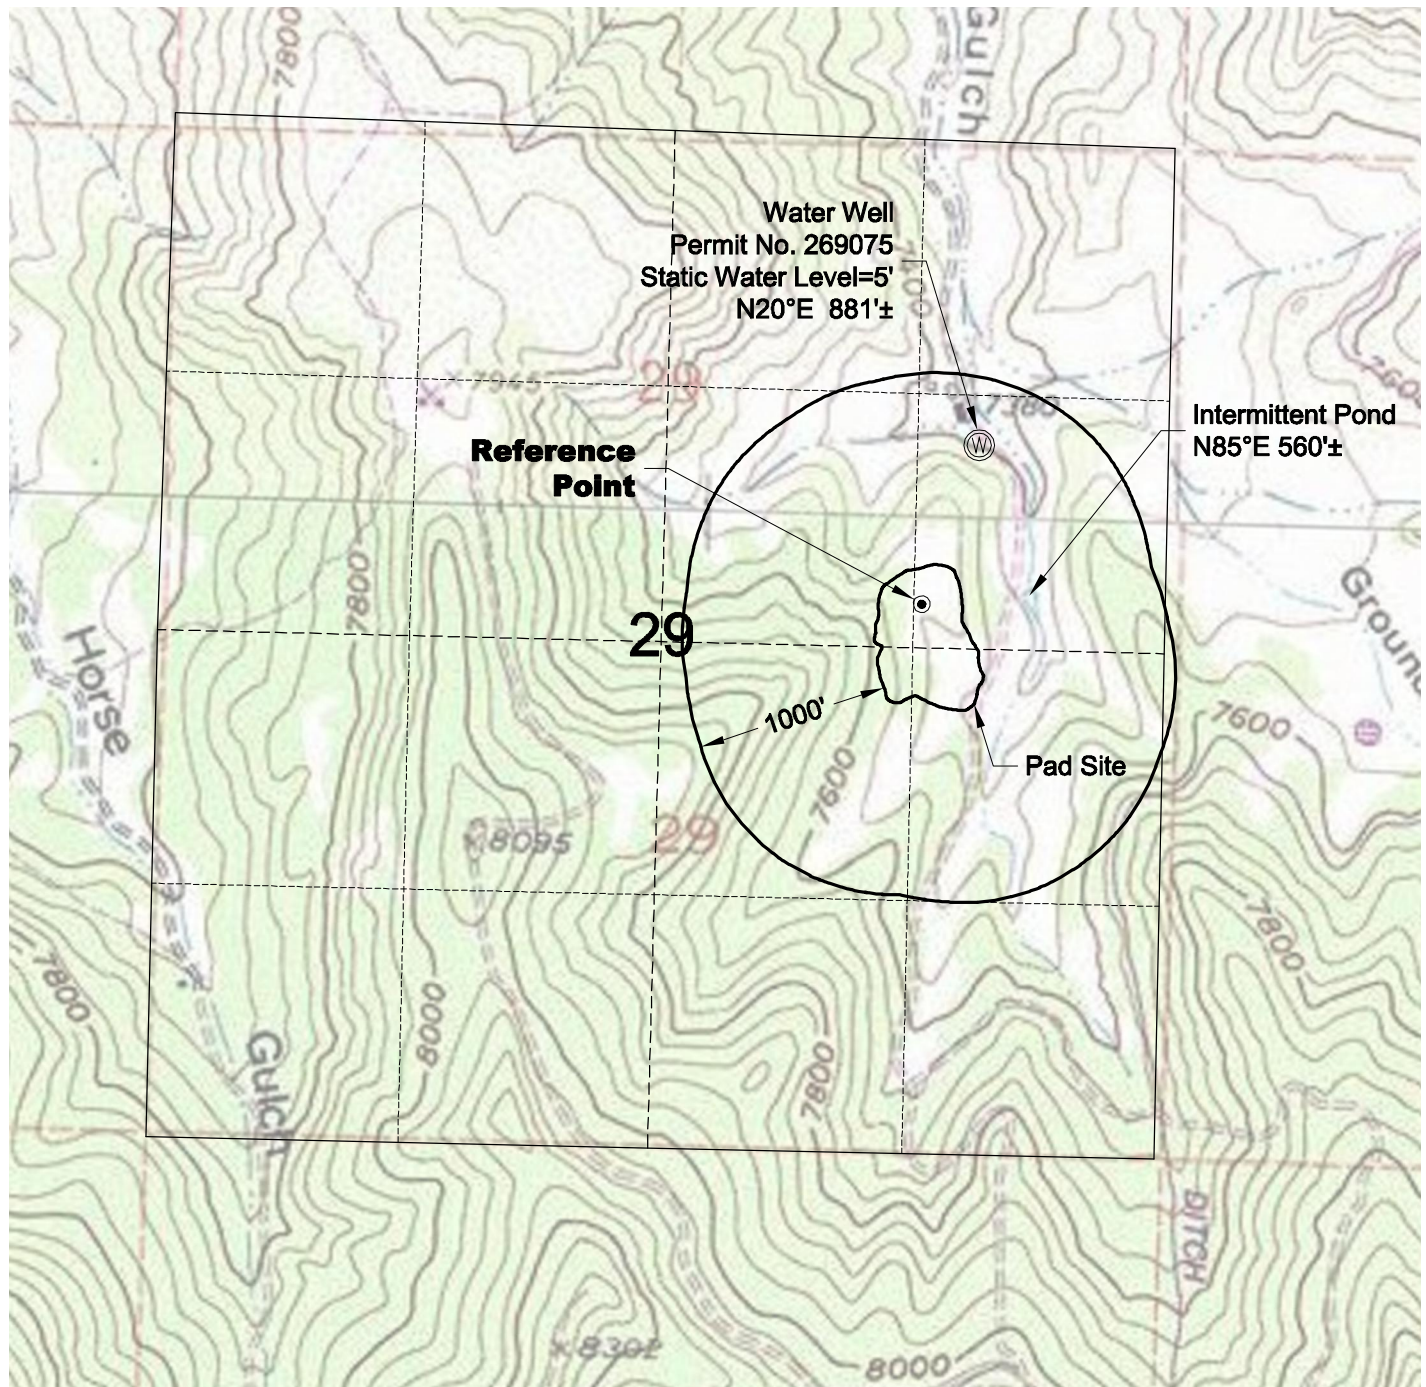 7800
Gulch
Water Well
Permit No. 269075
Static Water Level=5'
N20°E 881'±
7600
29
7380
Intermittent Pond
N85°E 560'±
Reference
Point
7800
Ground
29
Horse
1000'
7600
Pad Site
7600
29
8095
7800
7800
8000
Gulch
7800
DITCH
8000